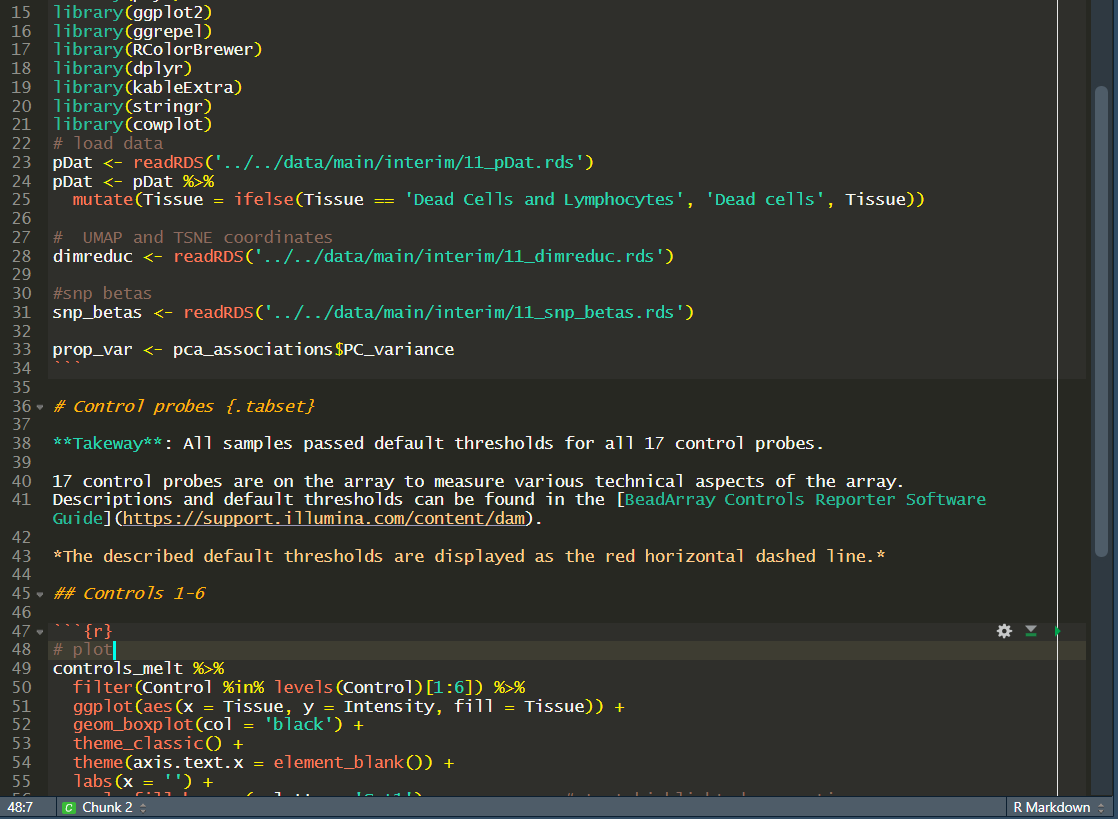 15 library(ggplot2)
16 library(ggrepel)
17 library(RColorBrewer)
18 library(dplyr)
19 library(kableExtra)
20 library(stringr)
21 library(cowplot)
22 # load data
23 pDat <- readRDS('../../data/main/interim/11_pDat.rds')
24 pDat <- pDat %>%
25   mutate(Tissue = ifelse(Tissue == 'Dead Cells and Lymphocytes', 'Dead cells', Tissue))
26
27 #  UMAP and TSNE coordinates
28 dimreduc <- readRDS('../../data/main/interim/11_dimreduc.rds')
29
30 #snp betas
31 snp_betas <- readRDS('../../data/main/interim/11_snp_betas.rds')
32
33 prop_var <- pca_associations$PC_variance
34 ```
35
36 # Control probes {.tabset}
37
38 **Takeway**: All samples passed default thresholds for all 17 control probes.
39
40 17 control probes are on the array to measure various technical aspects of the array.
41 Descriptions and default thresholds can be found in the [BeadArray Controls Reporter Software
Guide](https://support.illumina.com/content/dam).
42
43 *The described default thresholds are displayed as the red horizontal dashed line.*
44
45 ## Controls 1-6
46
47 ```{r}
48 # plot
49 controls_melt %>%
50   filter(Control %in% levels(Control)[1:6]) %>%
51   ggplot(aes(x = Tissue, y = Intensity, fill = Tissue)) +
52   geom_boxplot(col = 'black') +
53   theme_classic() +
54   theme(axis.text.x = element_blank()) +
55   labs(x = '') +
48:7 C Chunk 2 R Markdown